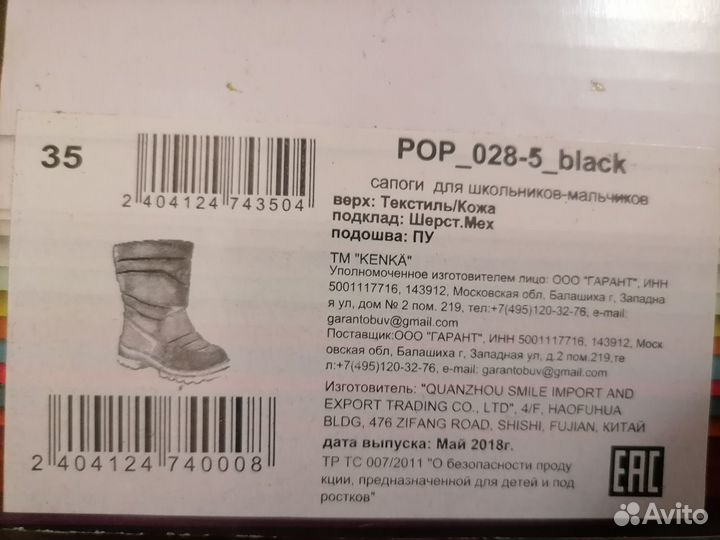 35
2 404124 743504
POP_028-5_black
сапоги для школьников-мальчиков
верх: Текстиль/Кожа
подклад: Шерст.Мех
подошва: ПУ
ТМ "KENKÄ"
Уполномоченное изготовителем лицо: ООО "ГАРАНТ", ИНН
5001117716, 143912, Московская обл, Балашиха г, Западна
я ул, дом № 2 пом. 219, тел:+7(495)120-32-76, e-mail:
garantobuv@gmail.com
Поставщик:ООО "ГАРАНТ", ИНН 5001117716, 143912, Моск
овская обл, Балашиха г, Западная ул, д.2 пом.219,те
л:+7(495)120-32-76, e-mail: garantobuv@gmail.com
Изготовитель: "QUANZHOU SMILE IMPORT AND
EXPORT TRADING CO., LTD", 4/F, HAOFUHUA
BLDG, 476 ZIFANG ROAD, SHISHI, FUJIAN, КИТАЙ
дата выпуска: Май 2018г.
ТР ТС 007/2011 "О безопасности проду
кции, предназначенной для детей и под
ростков"
2 404124 740008
EAC
Avito